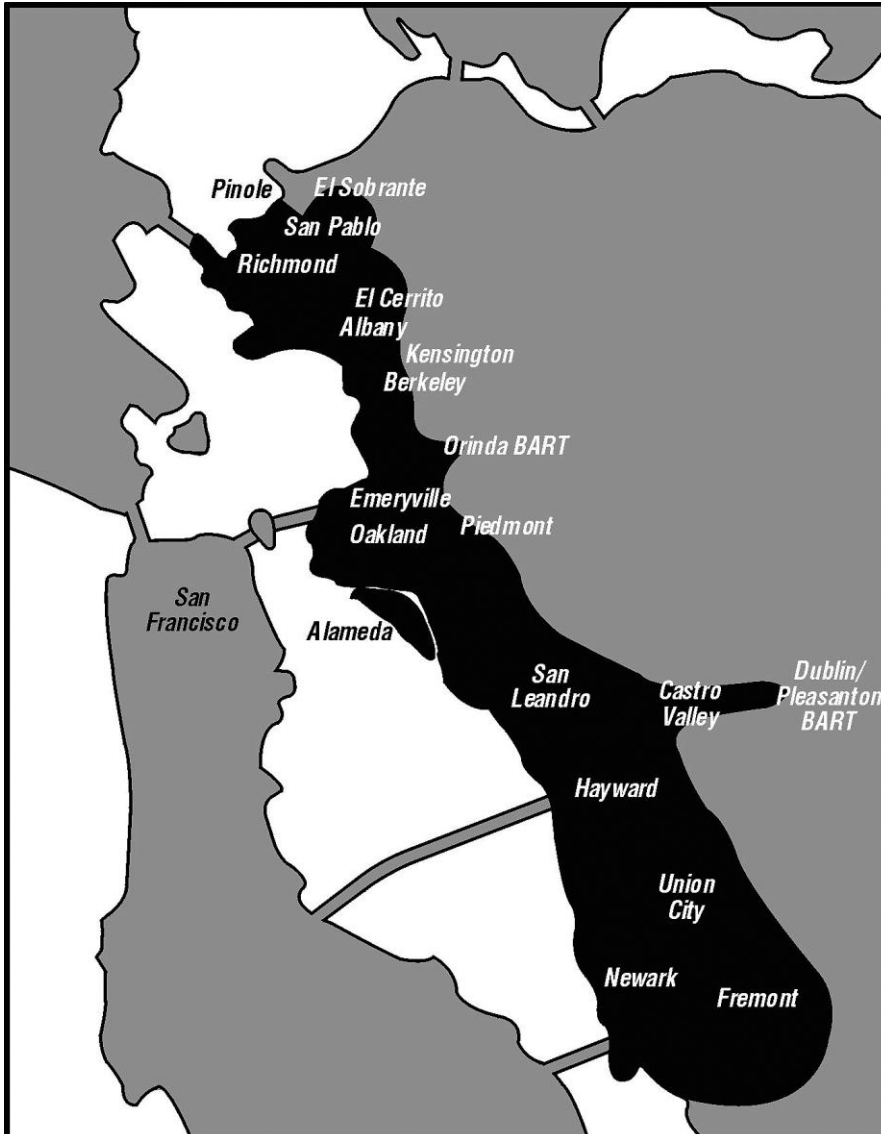 Pinole
El Sobrante
San Pablo
Richmond
El Cerrito
Albany
Kensington
Berkeley
Orinda BART
Emeryville
Oakland
Piedmont
San
Francisco
Alameda
San
Leandro
Castro
Valley
Dublin/
Pleasanton
BART
Hayward
Union
City
Newark
Fremont